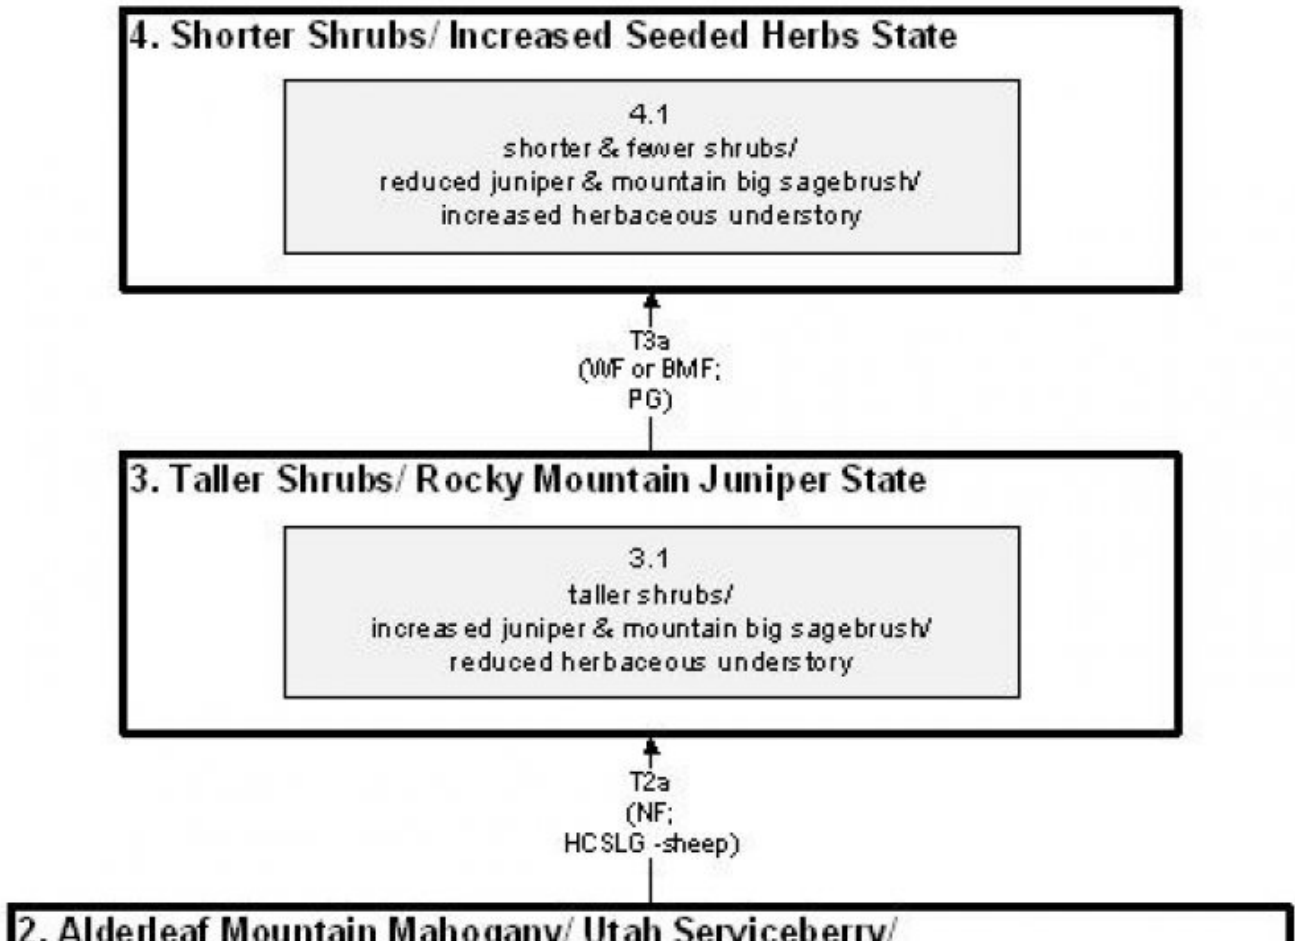 4. Shorter Shrubs/ Increased Seeded Herbs State
4.1
shorter & fewer shrubs/
reduced juniper & mountain big sagebrush/
increased herbaceous understory
T3a
(WF or BMF;
PG)
3. Taller Shrubs/ Rocky Mountain Juniper State
3.1
taller shrubs/
increased juniper & mountain big sagebrush/
reduced herbaceous understory
T2a
(NF;
HCSLG -sheep)
2. Alderleaf Mountain Mahogany/ Utah Serviceberry/